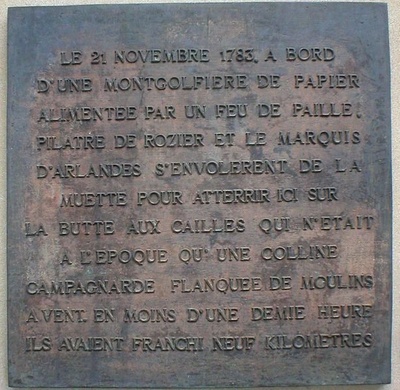 LE 21 NOVEMBRE 1783, A BORD
D'UNE MONTGOLFIERE DE PAPIER
ALIMENTEE PAR UN FEU DE PAILLE,
PILATRE DE ROZIER ET LE MARQUIS
D'ARLANDES S'ENVOLERENT DE LA
MUETTE POUR ATTERRIR ICI SUR
LA BUTTE AUX CAILLES QUI N'ETAIT
A L'EPOQUE QU'UNE COLLINE
CAMPAGNARDE FLANQUEE DE MOULINS
A VENT. EN MOINS D'UNE DEMIE HEURE
ILS AVAIENT FRANCHI NEUF KILOMETRES